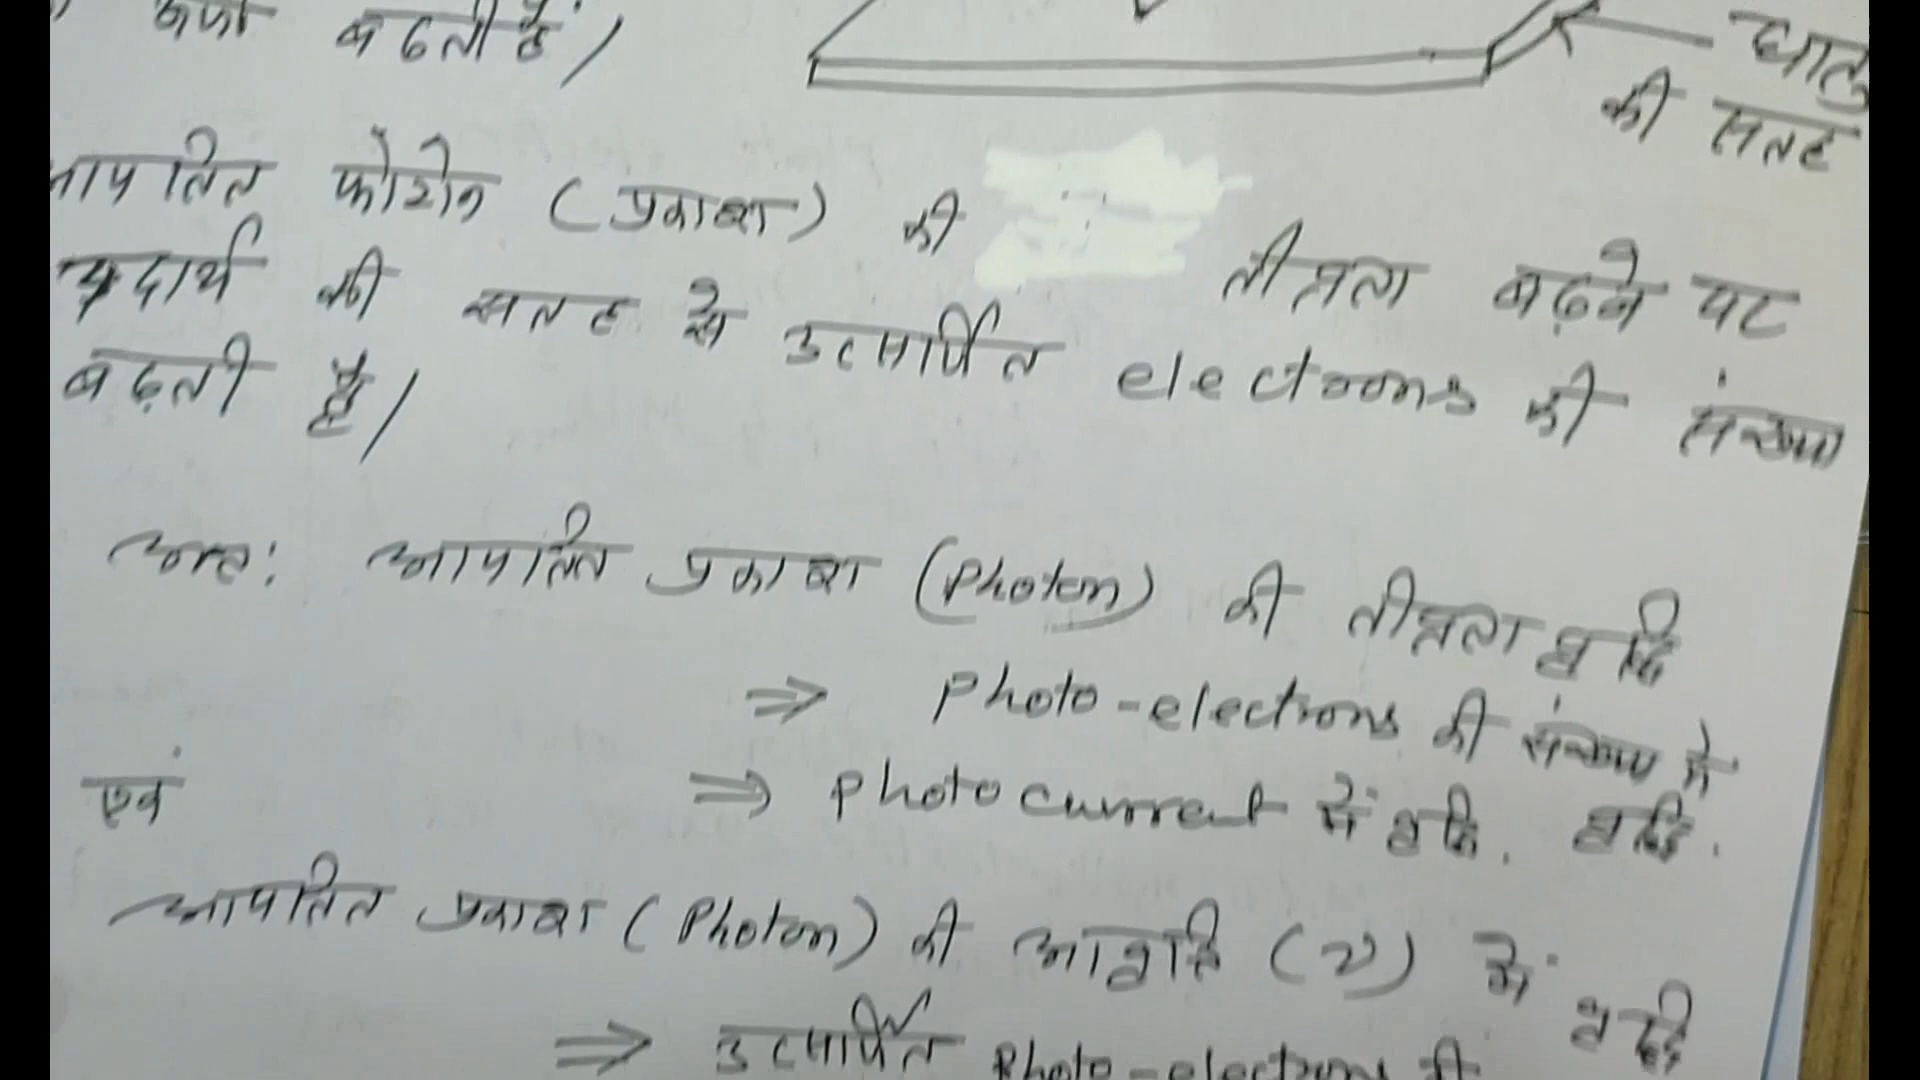 बढती है।
धातु
की सतह
आपतित फोटोन (प्रकाश) की तीव्रता बढ़ने पर
पदार्थ की सतह से उत्सर्जित electrons की संख्या
बढ़ती है।
अतः आपतित प्रकाश (Photon) की तीव्रता वृद्धि
⇒ Photo-electrons की संख्या में वृद्धि.
एवं ⇒ Photo current में वृद्धि.
आपतित प्रकाश (Photon) की आवृत्ति (ν) में वृद्धि
⇒ उत्सर्जित Photo-electrons की